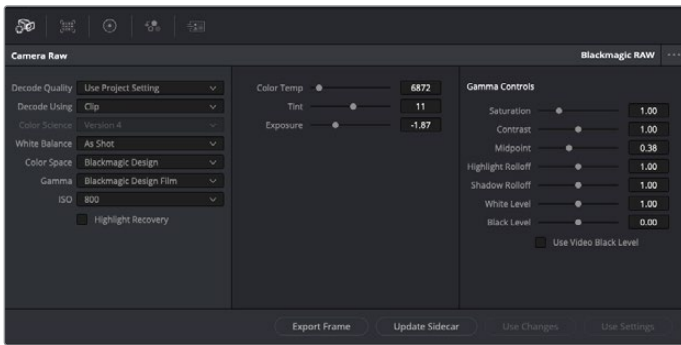 Camera Raw
Blackmagic RAW
Decode Quality Use Project Setting
Decode Using Clip
Color Science Version 4
White Balance As Shot
Color Space Blackmagic Design
Gamma Blackmagic Design Film
ISO 800
Highlight Recovery
Color Temp 6872
Tint 11
Exposure -1.87
Gamma Controls
Saturation 1.00
Contrast 1.00
Midpoint 0.38
Highlight Rolloff 1.00
Shadow Rolloff 1.00
White Level 1.00
Black Level 0.00
Use Video Black Level
Export Frame
Update Sidecar
Use Changes
Use Settings